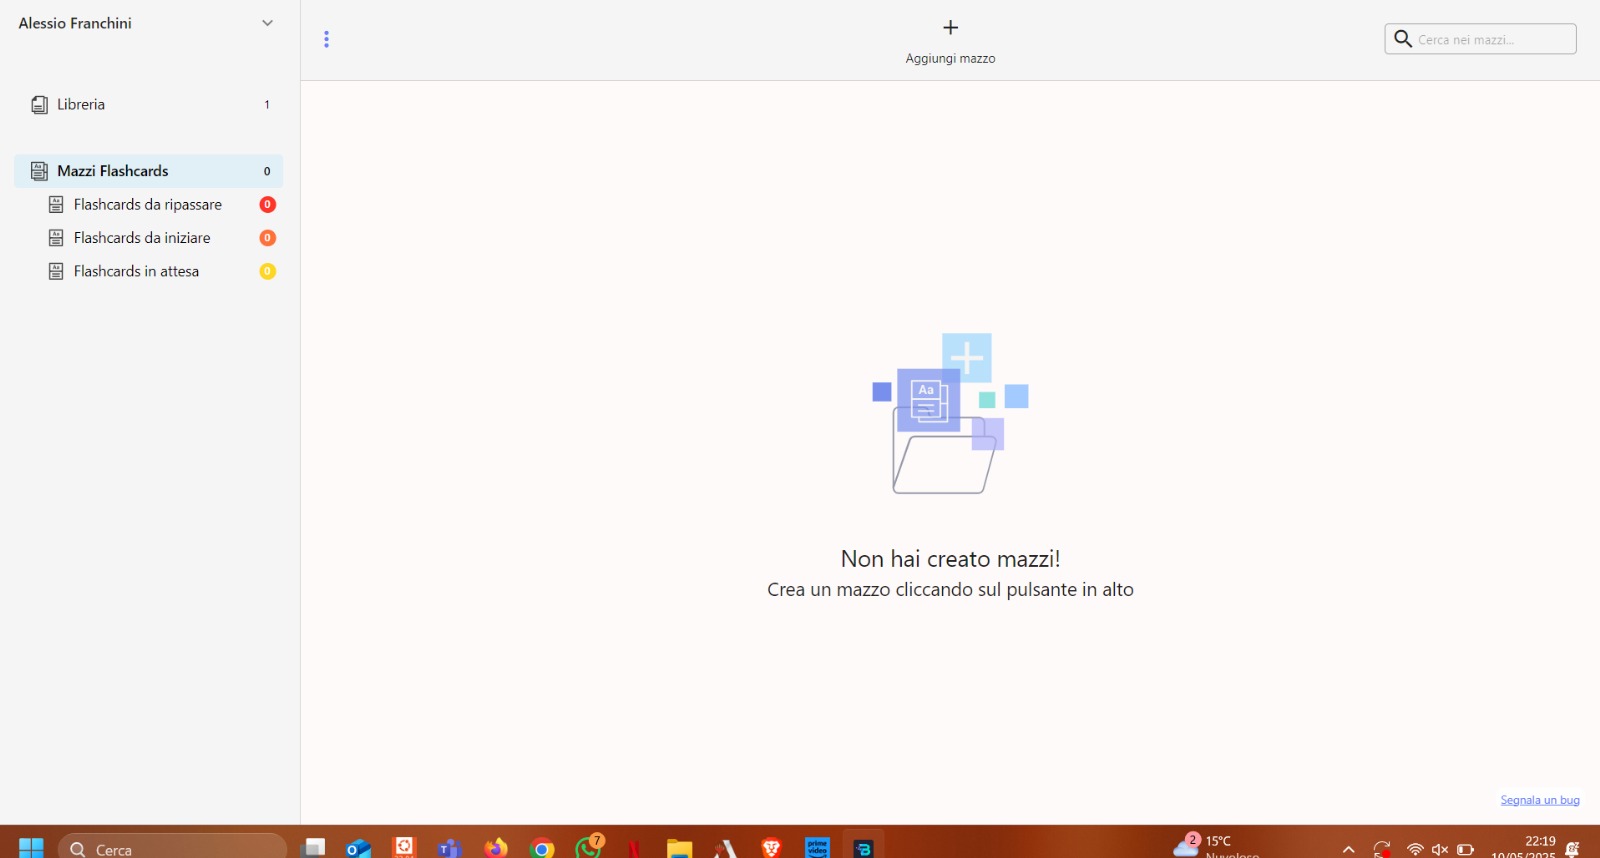 Alessio Franchini
Libreria 1
Mazzi Flashcards 0
Flashcards da ripassare 0
Flashcards da iniziare 0
Flashcards in attesa 0
Aggiungi mazzo
Cerca nei mazzi...
Aa
Non hai creato mazzi!
Crea un mazzo cliccando sul pulsante in alto
Segnala un bug
Cerca
7
prime video
2
15°C
Nuvoloso
22:19
10/05/2025